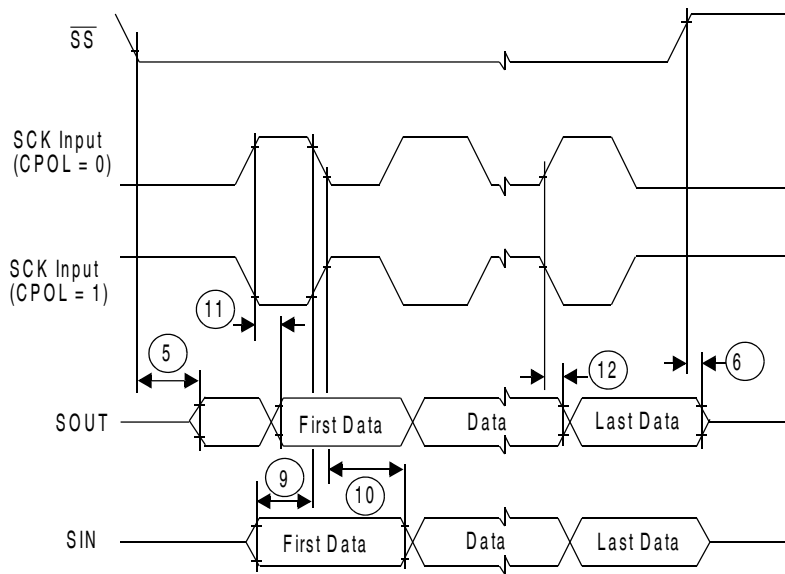 SS
SCK Input
(CPOL = 0)
SCK Input
(CPOL = 1)
11
5
12
6
SOUT
First Data
Data
Last Data
9
10
SIN
First Data
Data
Last Data